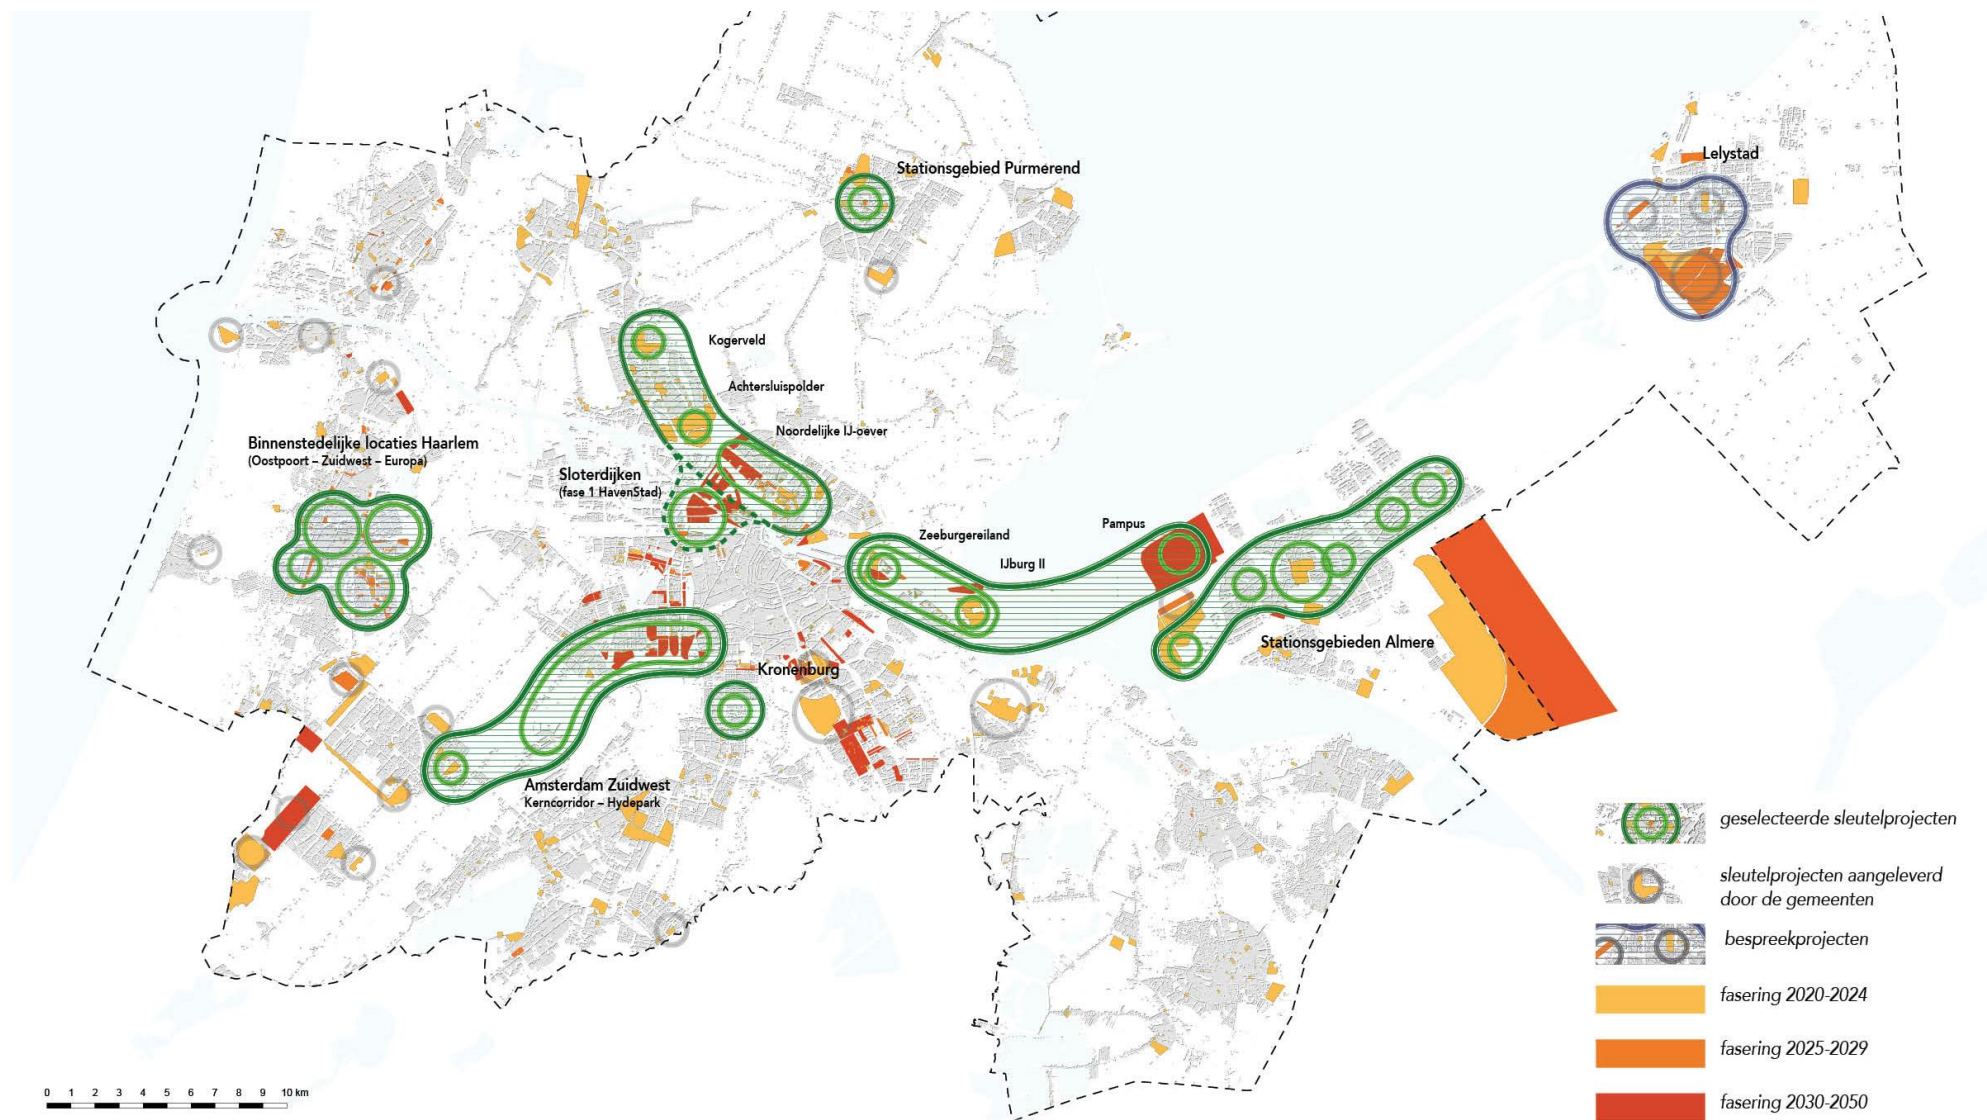 Stationsgebied Purmerend
Lelystad
Kogerveld
Achtersluispolder
Noordelijke IJ-oever
Binnenstedelijke locaties Haarlem
(Oostpoort – Zuidwest – Europa)
Sloterdijken
(fase 1 HavenStad)
Zeeburgereiland
Pampus
IJburg II
Stationsgebieden Almere
Kronenburg
Amsterdam Zuidwest
Kerncorridor – Hydepark
geselecteerde sleutelprojecten
sleutelprojecten aangeleverd
door de gemeenten
bespreekprojecten
fasering 2020-2024
fasering 2025-2029
fasering 2030-2050
0 1 2 3 4 5 6 7 8 9 10 km